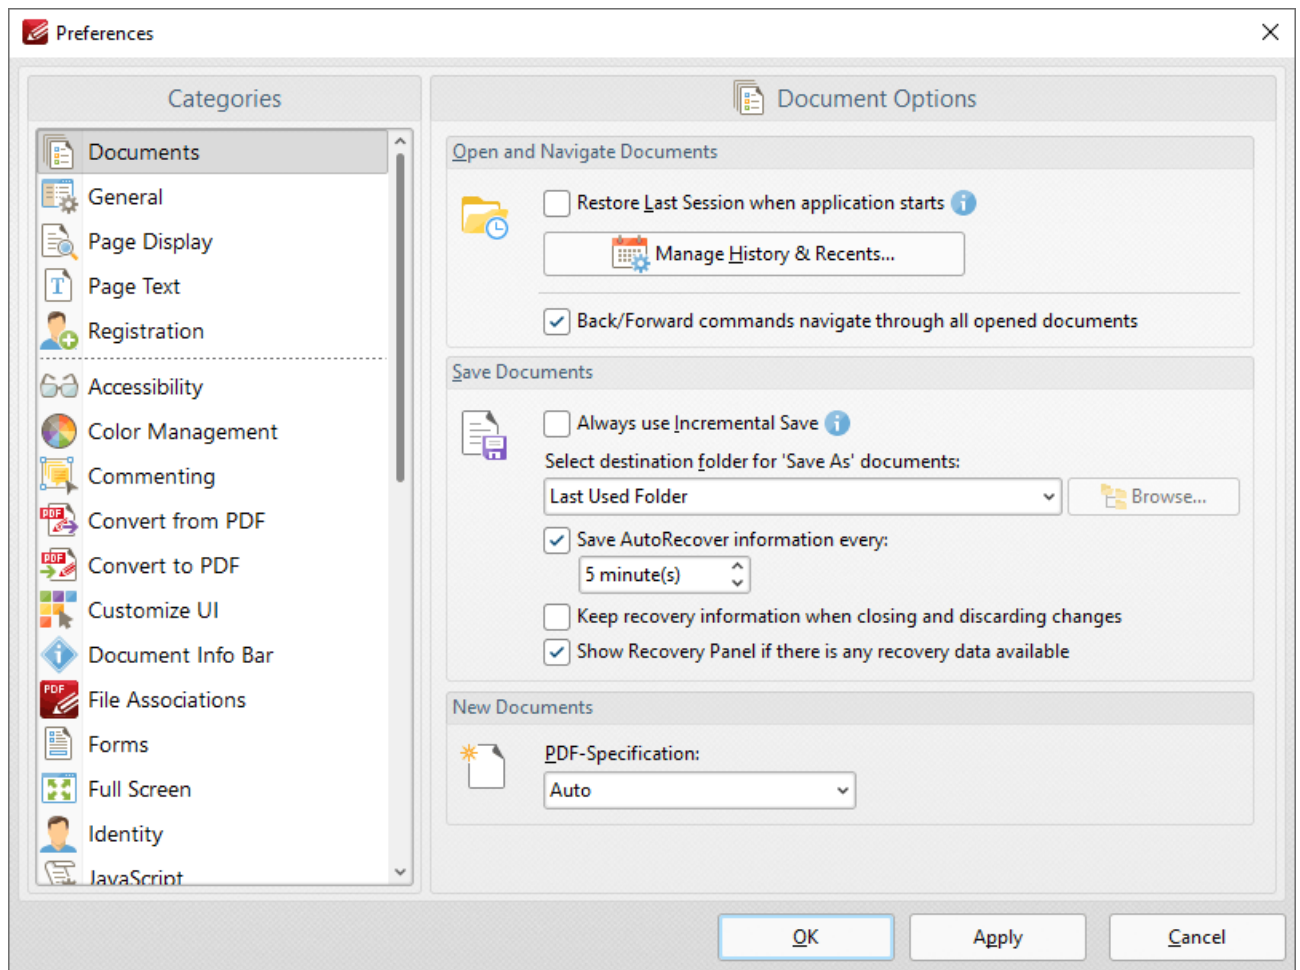 Preferences
Categories
Documents
General
Page Display
Page Text
Registration
Accessibility
Color Management
Commenting
Convert from PDF
Convert to PDF
Customize UI
Document Info Bar
File Associations
Forms
Full Screen
Identity
JavaScript
Document Options
Open and Navigate Documents
Restore Last Session when application starts
Manage History & Recents...
Back/Forward commands navigate through all opened documents
Save Documents
Always use Incremental Save
Select destination folder for 'Save As' documents:
Last Used Folder
Browse...
Save AutoRecover information every:
5 minute(s)
Keep recovery information when closing and discarding changes
Show Recovery Panel if there is any recovery data available
New Documents
PDF-Specification:
Auto
OK
Apply
Cancel